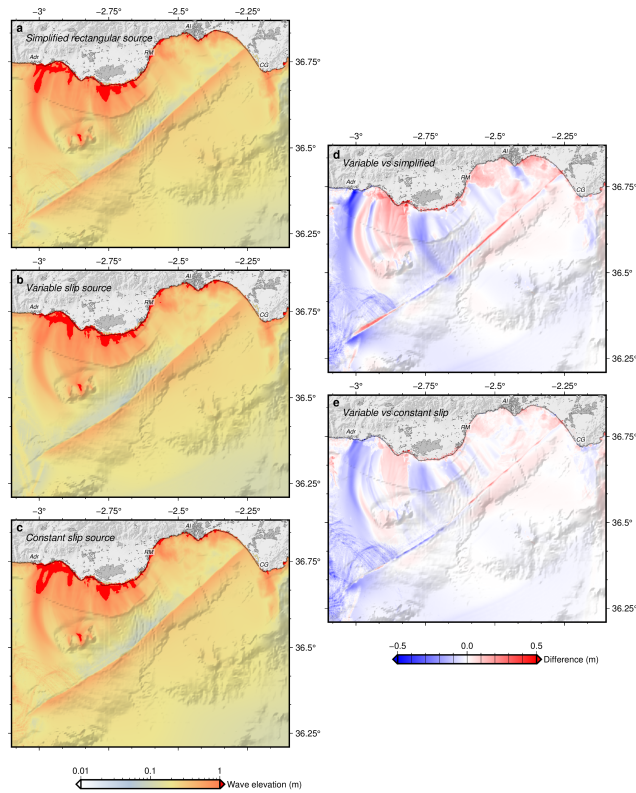 −3° −2.75° −2.5° −2.25°
a
Simplified rectangular source
Adr
RM
Al
CG
36.75°
36.5°
36.25°
b
Variable slip source
Adr
RM
Al
CG
36.75°
36.5°
36.25°
c
Constant slip source
Adr
RM
Al
CG
36.75°
36.5°
36.25°
0.01 0.1 1
Wave elevation (m)
−3° −2.75° −2.5° −2.25°
d
Variable vs simplified
Adr
RM
Al
CG
36.75°
36.5°
36.25°
−3° −2.75° −2.5° −2.25°
e
Variable vs constant slip
Adr
RM
Al
CG
36.75°
36.5°
36.25°
−0.5 0.0 0.5
Difference (m)
−3° −2.75° −2.5° −2.25°
−3° −2.75° −2.5° −2.25°